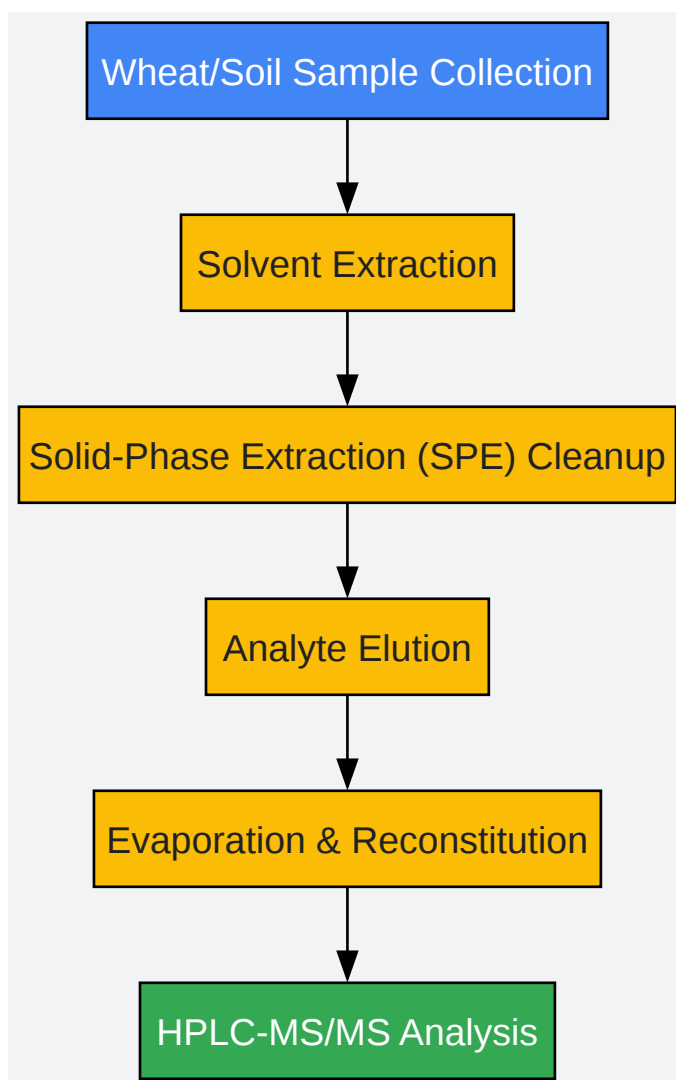 Wheat/Soil Sample Collection
Solvent Extraction
Solid-Phase Extraction (SPE) Cleanup
Analyte Elution
Evaporation & Reconstitution
HPLC-MS/MS Analysis